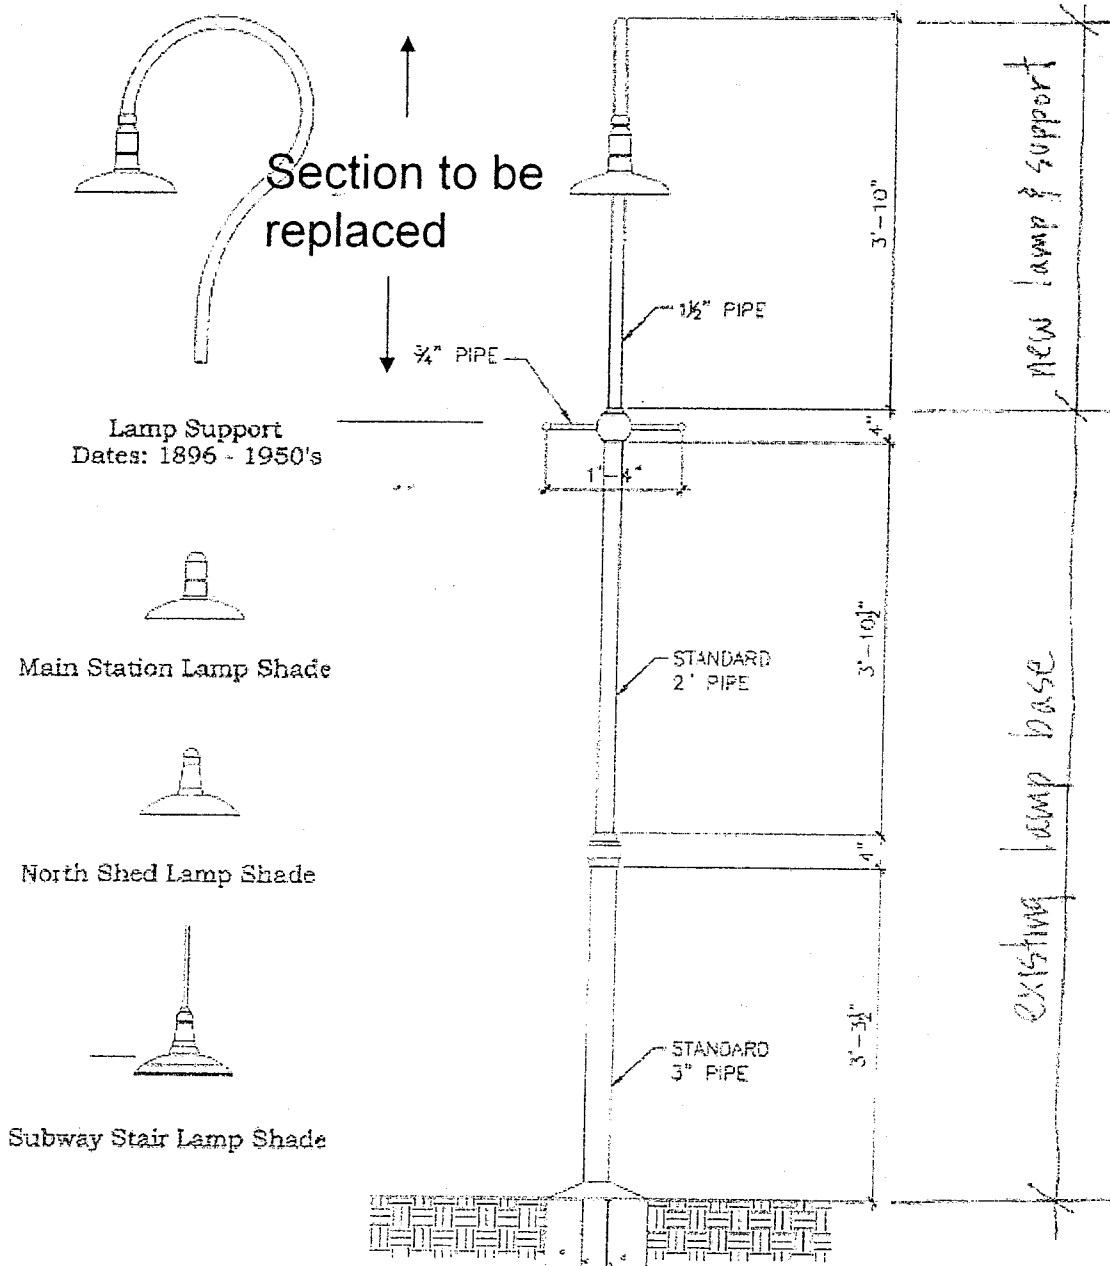 Section to be
replaced
3'-10"
new lamp & support
1½" PIPE
¾" PIPE
4"
Lamp Support
Dates: 1896 - 1950's
1'-4"
3'-10½"
Main Station Lamp Shade
STANDARD
2" PIPE
existing lamp base
4"
North Shed Lamp Shade
3'-3½"
STANDARD
3" PIPE
Subway Stair Lamp Shade